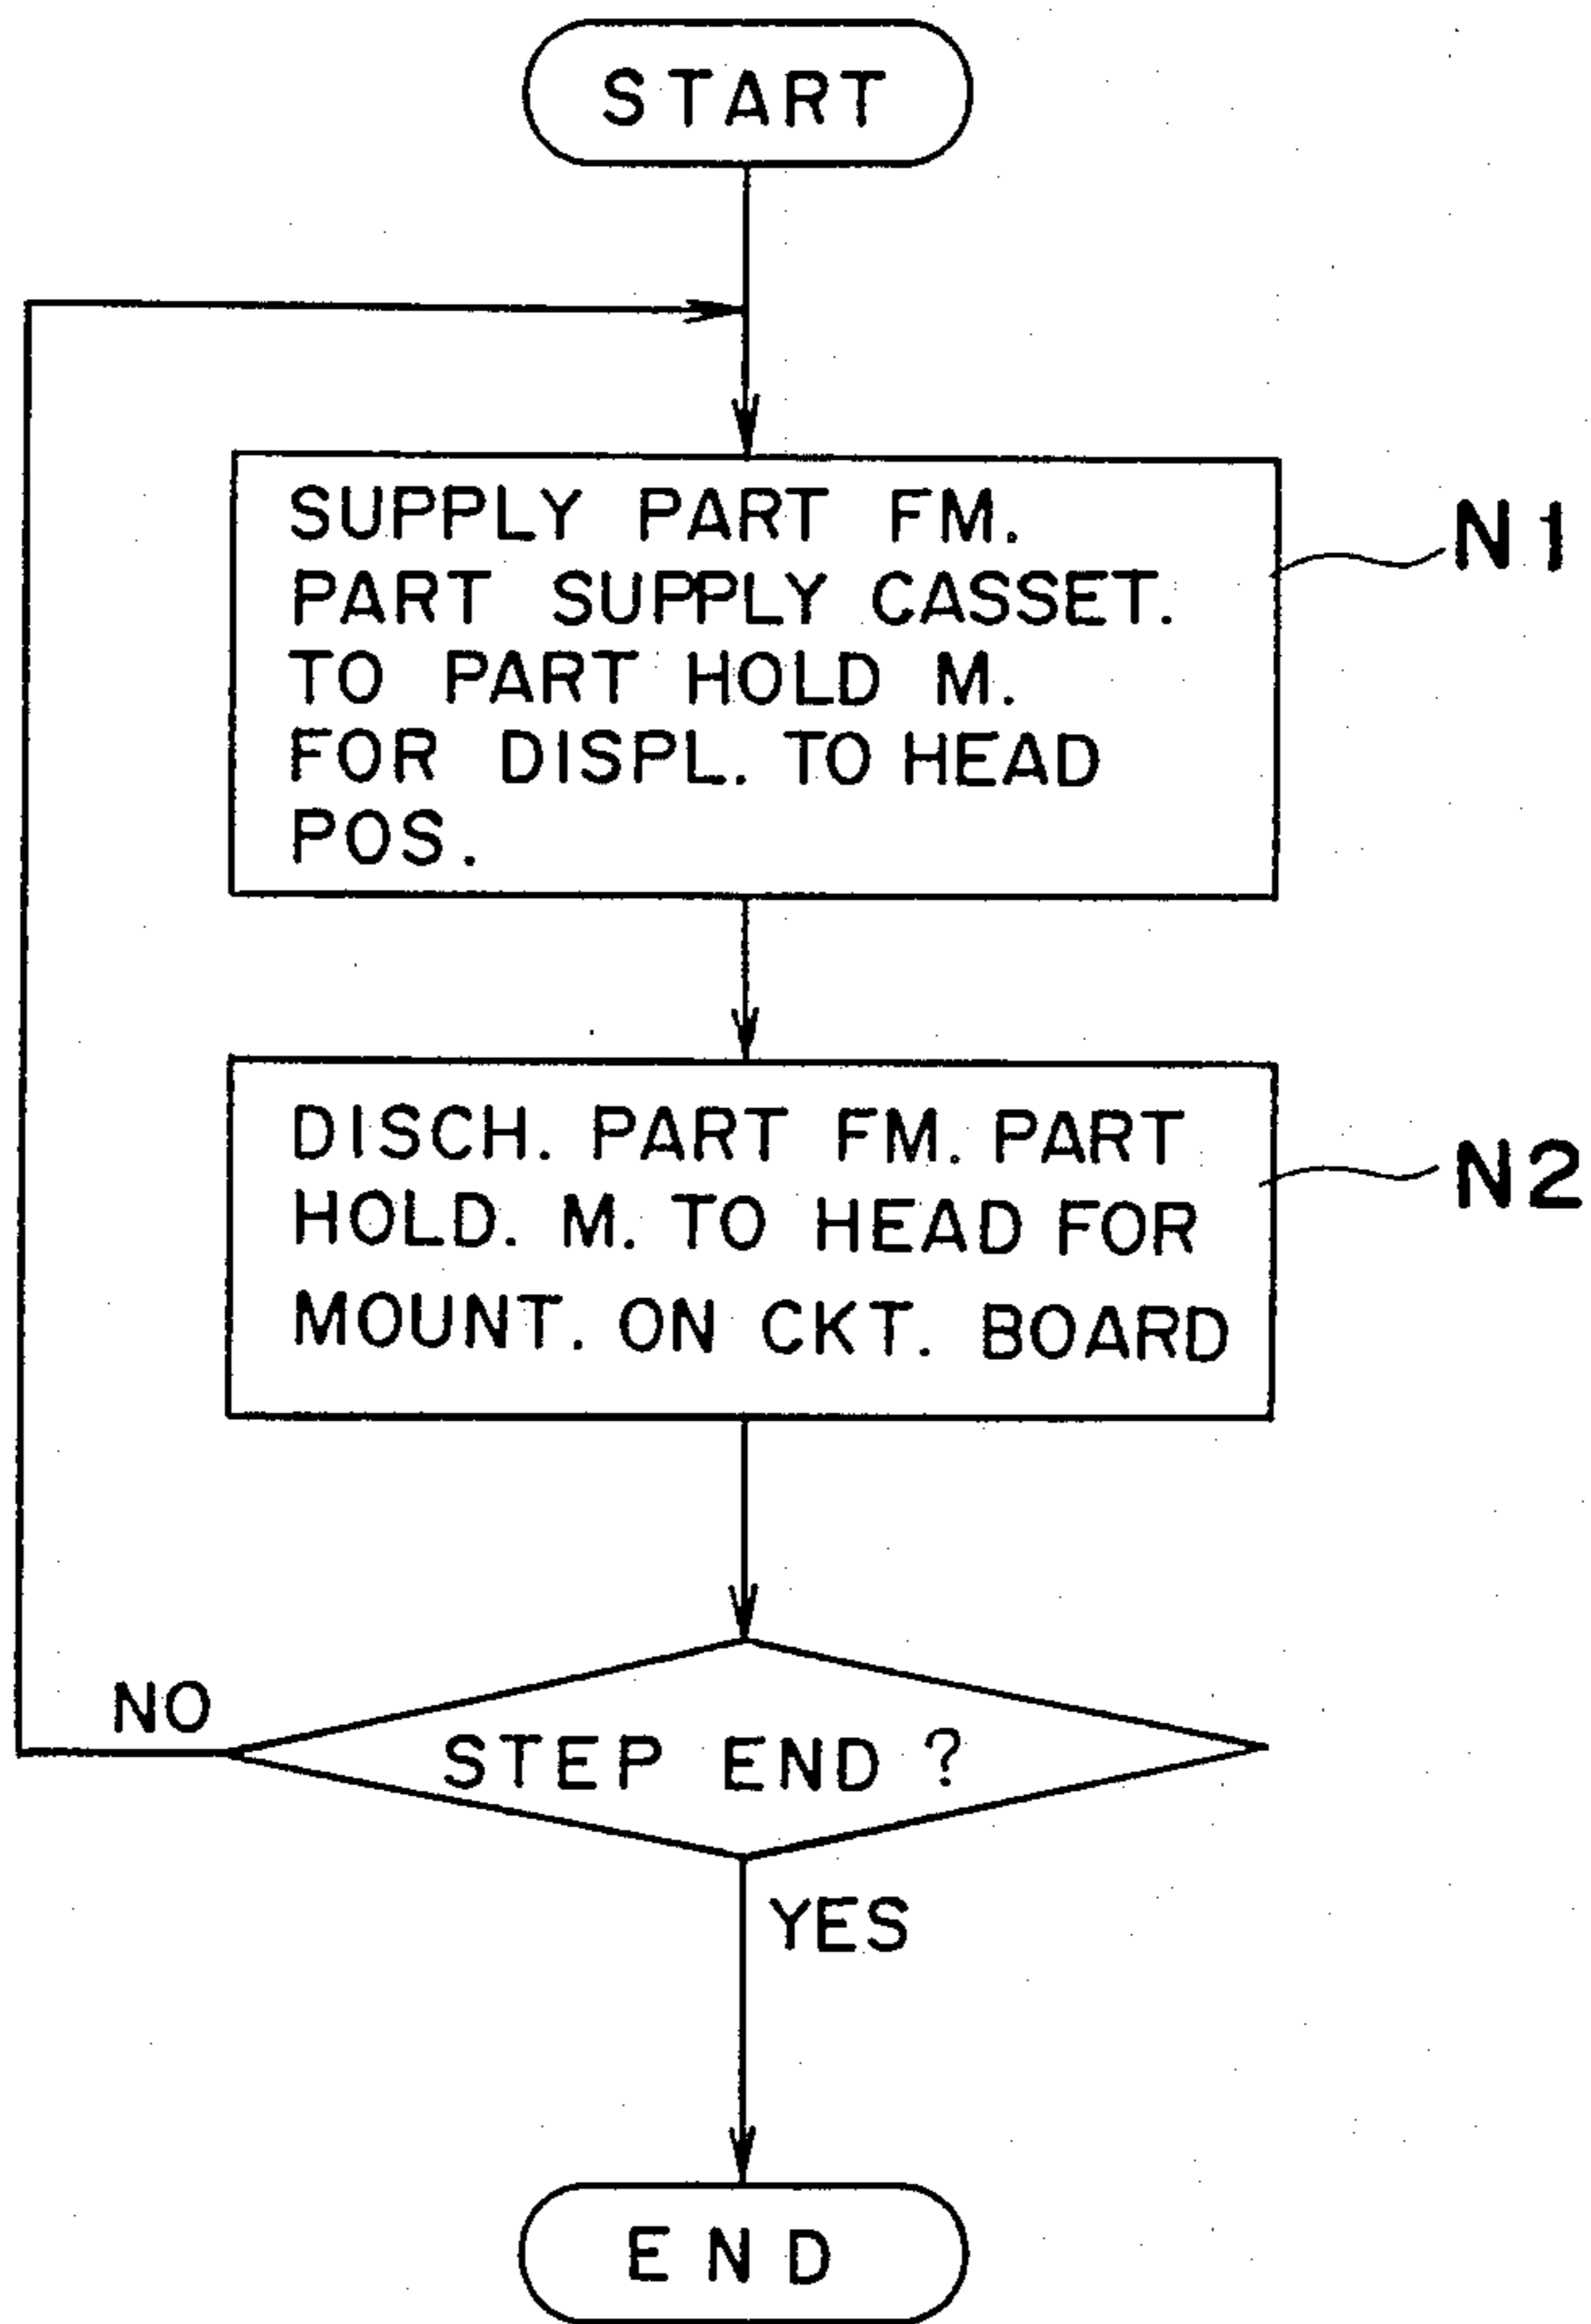 START
SUPPLY PART FM.
PART SUPPLY CASSET.
TO PART HOLD M.
FOR DISPL. TO HEAD
POS.
N1
DISCH. PART FM. PART
HOLD. M. TO HEAD FOR
MOUNT. ON CKT. BOARD
N2
NO
STEP END ?
YES
END